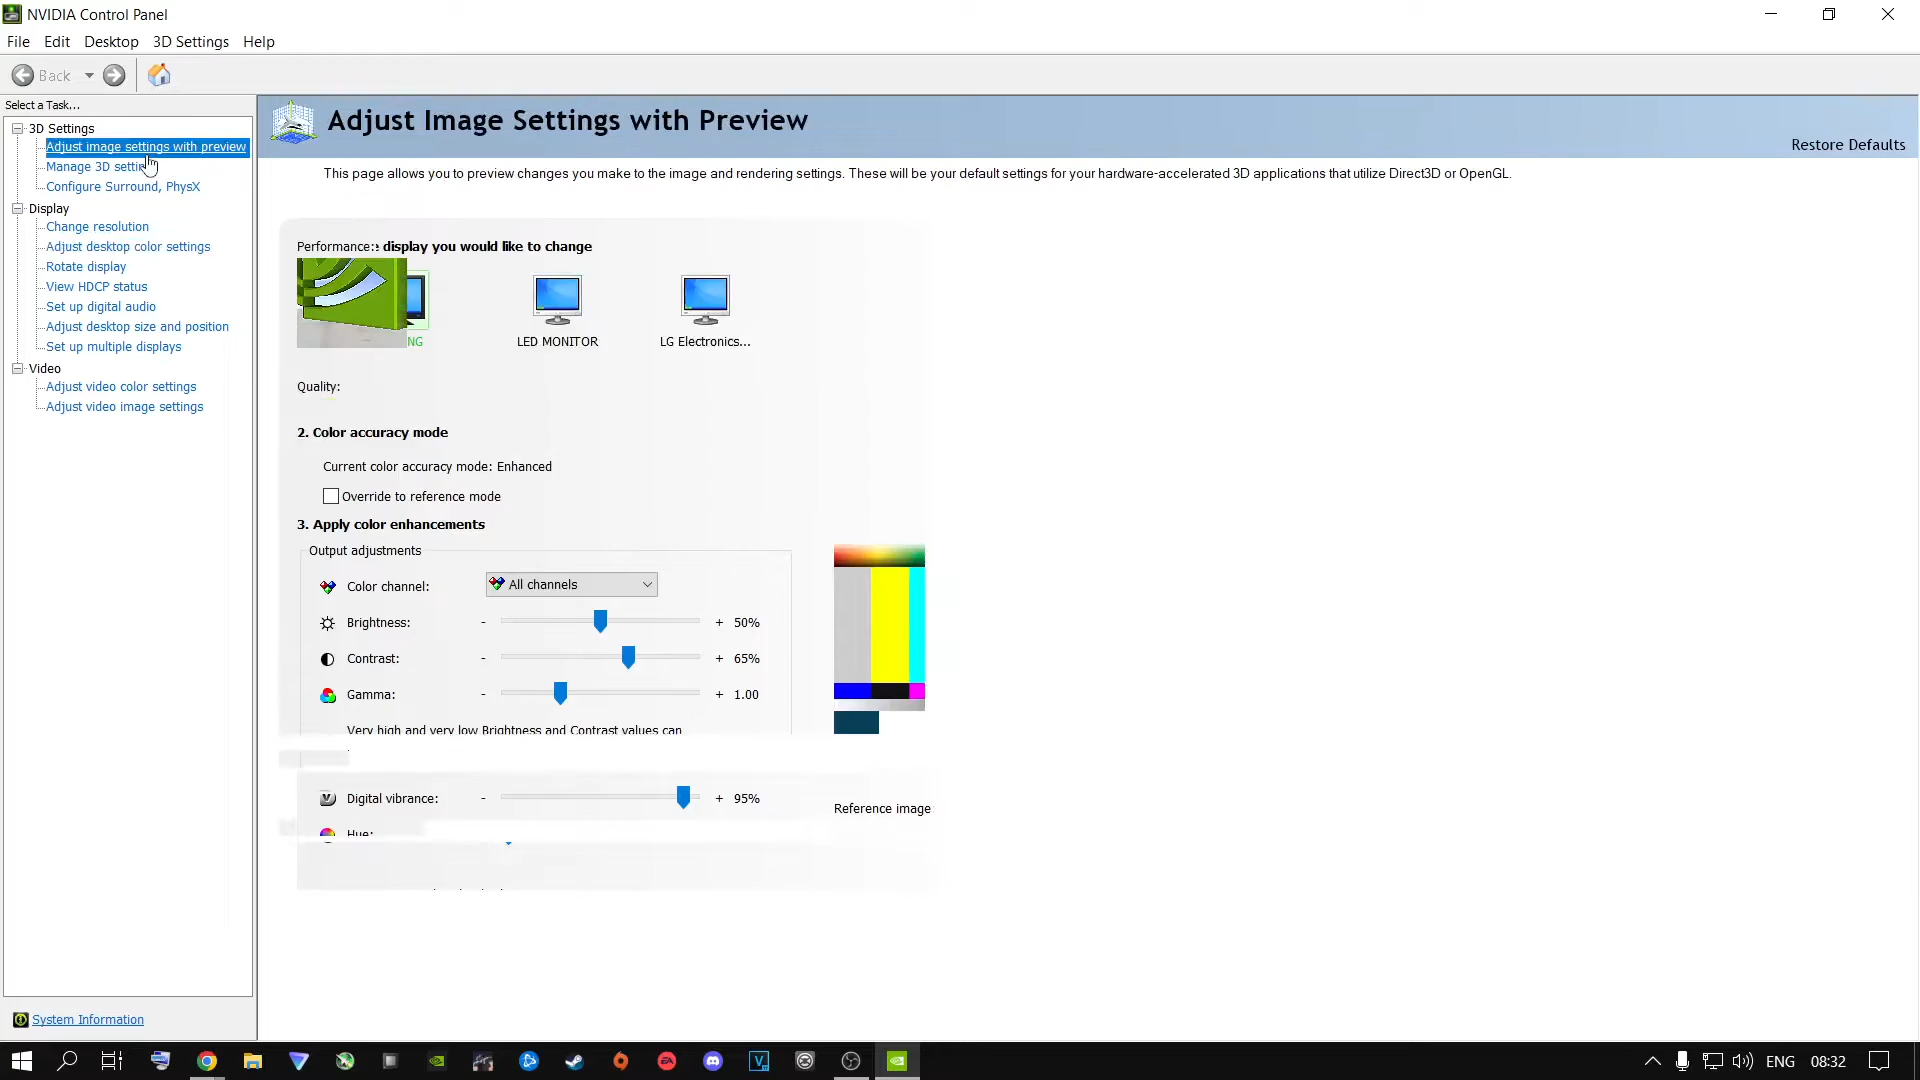 NVIDIA Control Panel
File Edit Desktop 3D Settings Help
Back
Select a Task...
3D Settings
Adjust image settings with preview
Manage 3D settin
Configure Surround, PhysX
Display
Change resolution
Adjust desktop color settings
Rotate display
View HDCP status
Set up digital audio
Adjust desktop size and position
Set up multiple displays
Video
Adjust video color settings
Adjust video image settings
System Information
Adjust Image Settings with Preview
Restore Defaults
This page allows you to preview changes you make to the image and rendering settings. These will be your default settings for your hardware-accelerated 3D applications that utilize Direct3D or OpenGL.
Performance: display you would like to change
NG LED MONITOR LG Electronics...
Quality:
2. Color accuracy mode
Current color accuracy mode: Enhanced
Override to reference mode
3. Apply color enhancements
Output adjustments
Color channel: All channels
Brightness: - + 50%
Contrast: - + 65%
Gamma: - + 1.00
Very high and very low Brightness and Contrast values can
Digital vibrance: - + 95%
Reference image
Hue:
ENG 08:32